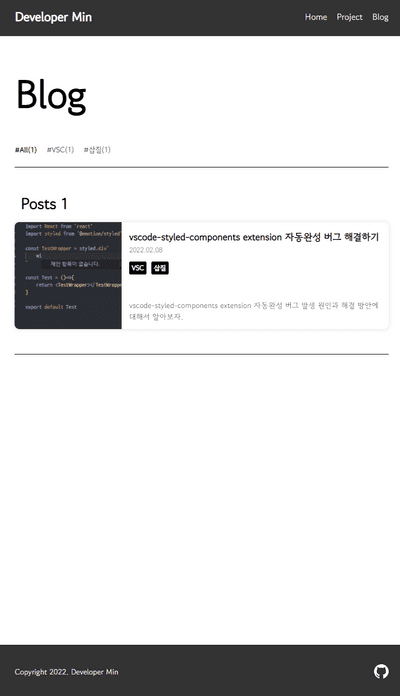 Developer Min
Home Project Blog
Blog
#All(1) #VSC(1) #삽질(1)
Posts 1
import React from 'react'
import styled from "@emotion/styled"
const TestWrapper = styled.div`
wi
제안 항목이 없습니다.
`
const Test = ()=>{
return <TestWrapper></TestWrappe
}
export default Test
vscode-styled-components extension 자동완성 버그 해결하기
2022.02.08
VSC 삽질
vscode-styled-components extension 자동완성 버그 발생 원인과 해결 방안에
대해서 알아보자.
Copyright 2022. Developer Min